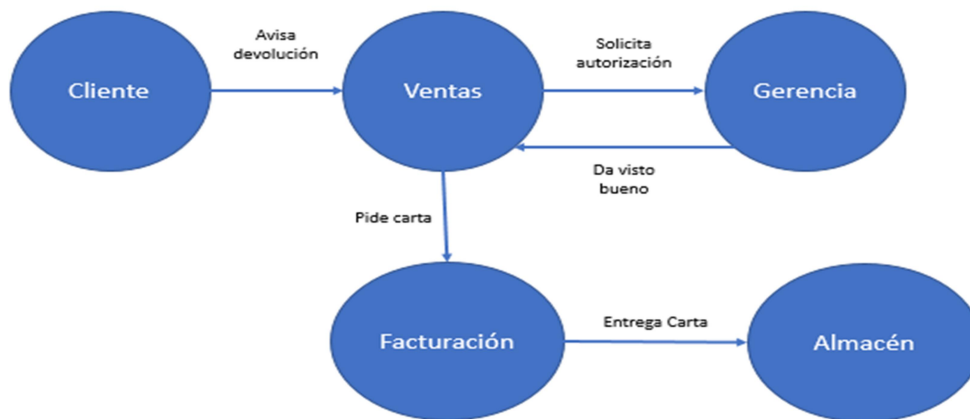 Cliente
Avisa
devolución
Ventas
Solicita
autorización
Gerencia
Da visto
bueno
Pide carta
Facturación
Entrega Carta
Almacén